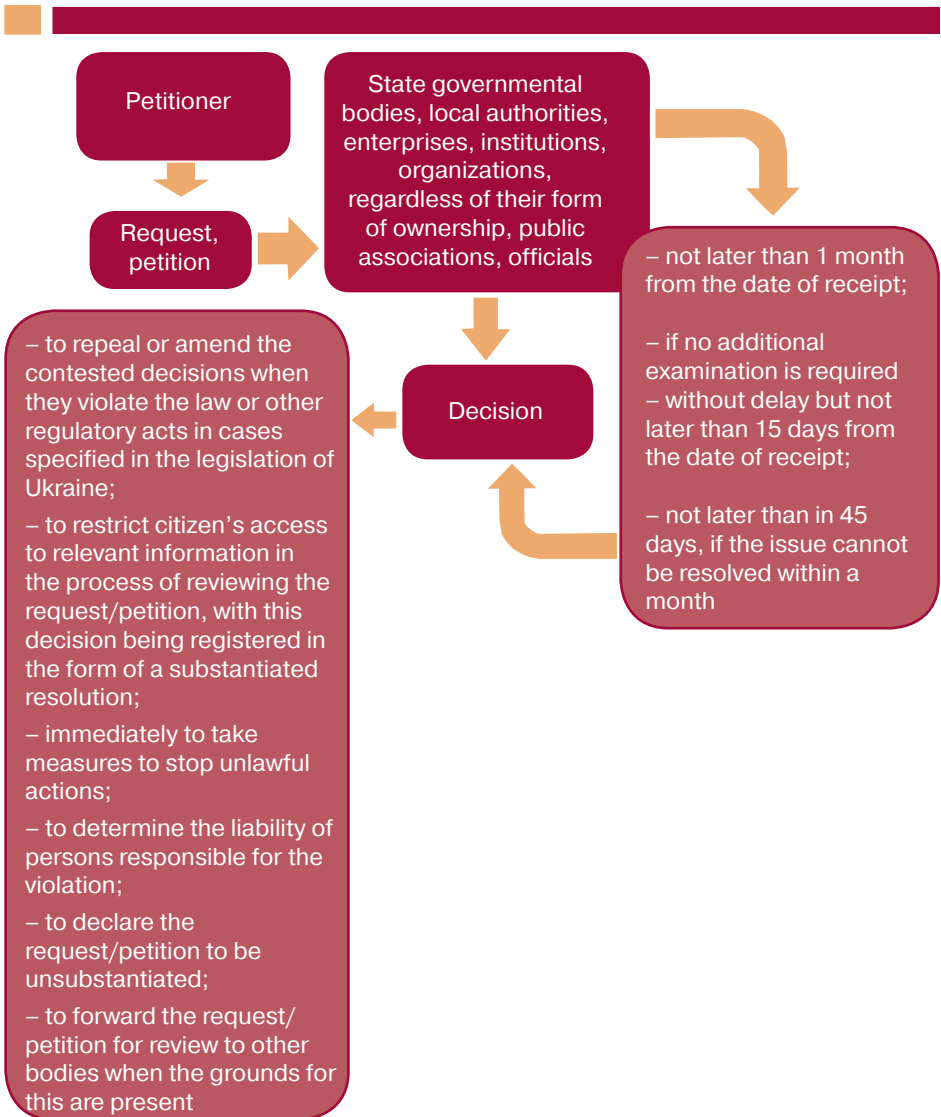 Petitioner
Request,
petition
State governmental
bodies, local authorities,
enterprises, institutions,
organizations,
regardless of their form
of ownership, public
associations, officials
– not later than 1 month
from the date of receipt;
– if no additional
examination is required
– without delay but not
later than 15 days from
the date of receipt;
– not later than in 45
days, if the issue cannot
be resolved within a
month
Decision
– to repeal or amend the
contested decisions when
they violate the law or other
regulatory acts in cases
specified in the legislation of
Ukraine;
– to restrict citizen’s access
to relevant information in
the process of reviewing the
request/petition, with this
decision being registered in
the form of a substantiated
resolution;
– immediately to take
measures to stop unlawful
actions;
– to determine the liability of
persons responsible for the
violation;
– to declare the
request/petition to be
unsubstantiated;
– to forward the request/
petition for review to other
bodies when the grounds for
this are present